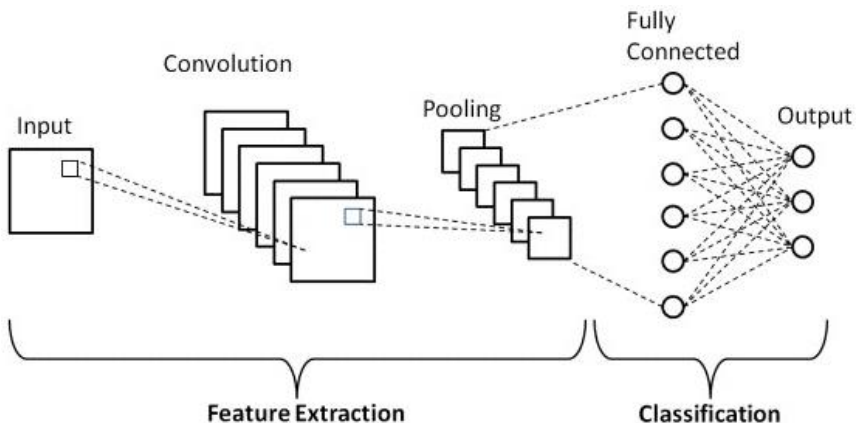 Input
Convolution
Pooling
Fully
Connected
Output
Feature Extraction
Classification